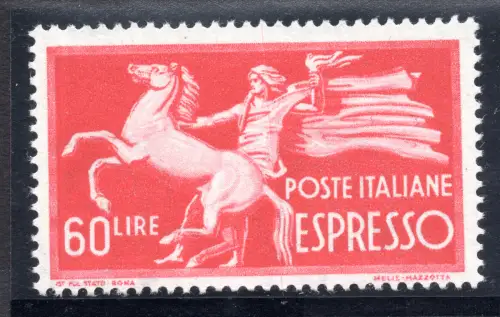 POSTE ITALIANE
60 LIRE ESPRESSO
IST. POL. STATO - ROMA MELIS - MAZZOTTA